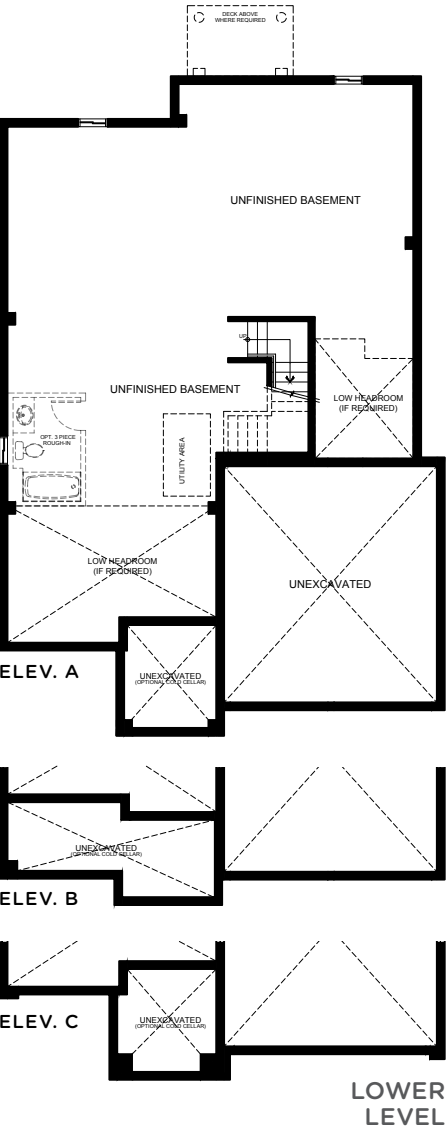 DECK ABOVE
WHERE REQUIRED
UNFINISHED BASEMENT
UP
UNFINISHED BASEMENT
LOW HEADROOM
(IF REQUIRED)
OPT. 3 PIECE
ROUGH-IN
UTILITY AREA
LOW HEADROOM
(IF REQUIRED)
UNEXCAVATED
UNEXCAVATED
(OPTIONAL COLD CELLAR)
ELEV. A
UNEXCAVATED
(OPTIONAL COLD CELLAR)
ELEV. B
UNEXCAVATED
(OPTIONAL COLD CELLAR)
ELEV. C
LOWER
LEVEL